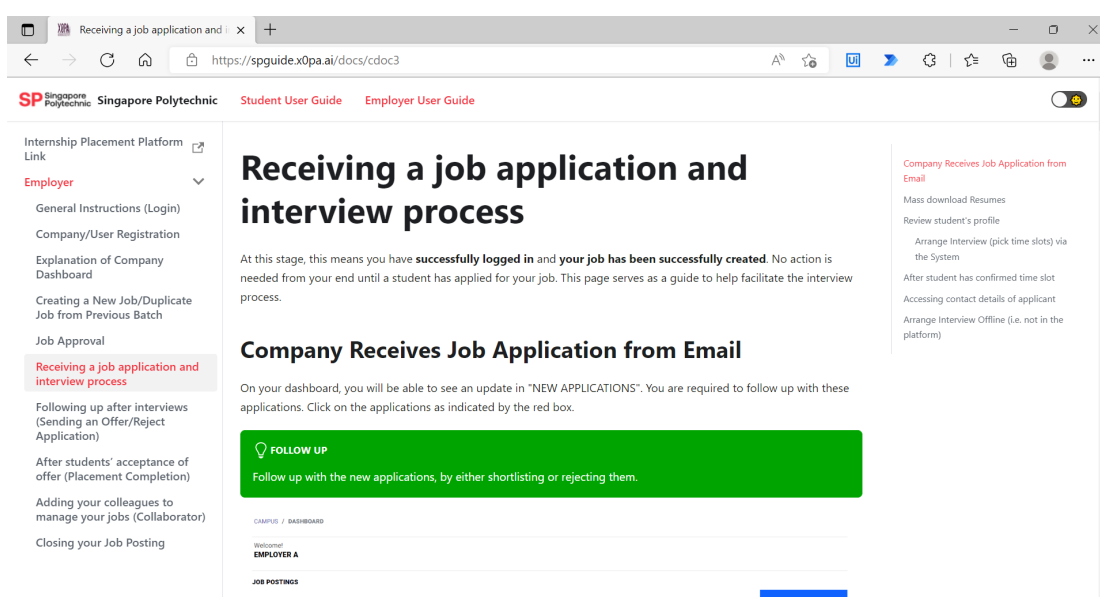 Receiving a job application and i
https://spguide.x0pa.ai/docs/cdoc3
Ui
SP Singapore Polytechnic
Singapore Polytechnic
Student User Guide
Employer User Guide
Internship Placement Platform
Link
Employer
General Instructions (Login)
Company/User Registration
Explanation of Company
Dashboard
Creating a New Job/Duplicate
Job from Previous Batch
Job Approval
Receiving a job application and
interview process
Following up after interviews
(Sending an Offer/Reject
Application)
After students' acceptance of
offer (Placement Completion)
Adding your colleagues to
manage your jobs (Collaborator)
Closing your Job Posting
Receiving a job application and
interview process
At this stage, this means you have successfully logged in and your job has been successfully created. No action is
needed from your end until a student has applied for your job. This page serves as a guide to help facilitate the interview
process.
Company Receives Job Application from Email
On your dashboard, you will be able to see an update in "NEW APPLICATIONS". You are required to follow up with these
applications. Click on the applications as indicated by the red box.
FOLLOW UP
Follow up with the new applications, by either shortlisting or rejecting them.
CAMPUS / DASHBOARD
Welcome!
EMPLOYER A
JOB POSTINGS
Company Receives Job Application from
Email
Mass download Resumes
Review student's profile
Arrange Interview (pick time slots) via
the System
After student has confirmed time slot
Accessing contact details of applicant
Arrange Interview Offline (i.e. not in the
platform)